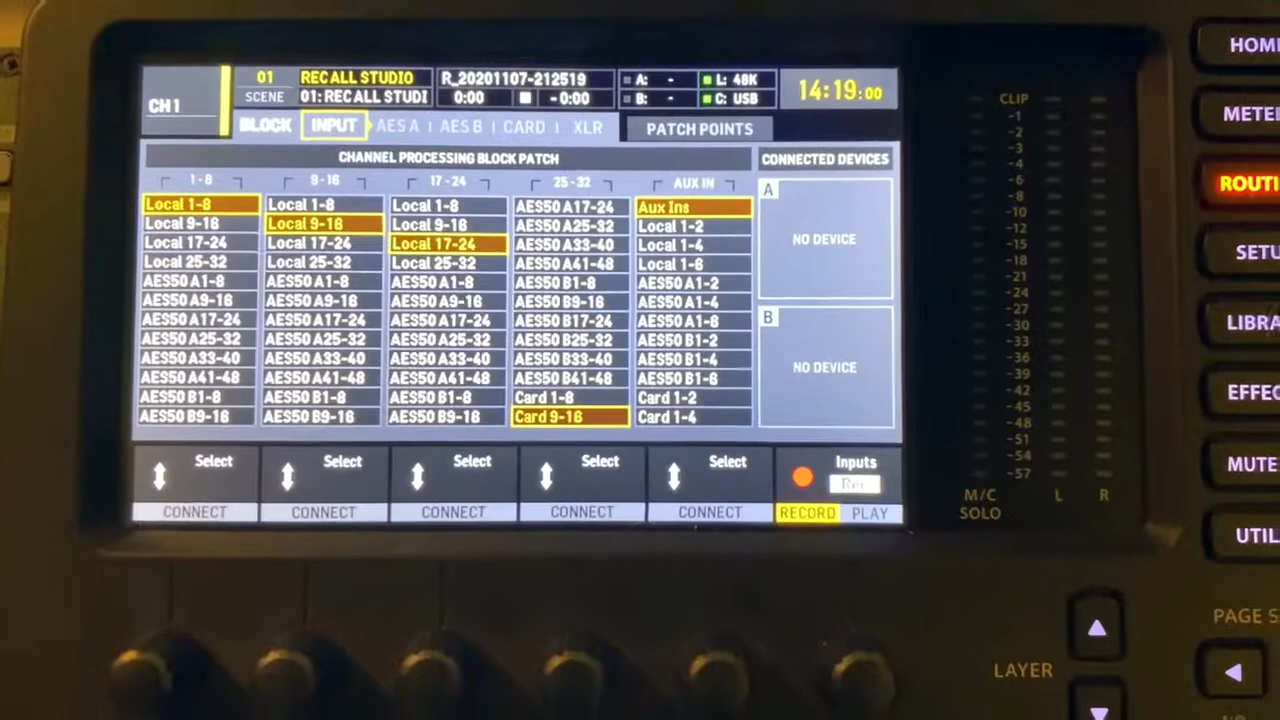 CH 1
01 RECALL STUDIO
SCENE 01: RECALL STUDI
R_20201107-212519
0:00 -0:00
A: - L: 48K
B: - C: USB
14:19:00
BLOCK INPUT AES A AES B CARD XLR PATCH POINTS
CHANNEL PROCESSING BLOCK PATCH
CONNECTED DEVICES
1-8 9-16 17-24 25-32 AUX IN
Local 1-8 Local 1-8 Local 1-8 AES50 A17-24 Aux Ins
Local 9-16 Local 9-16 Local 9-16 AES50 A25-32 Local 1-2
Local 17-24 Local 17-24 Local 17-24 AES50 A33-40 Local 1-4
Local 25-32 Local 25-32 Local 25-32 AES50 A41-48 Local 1-6
AES50 A1-8 AES50 A1-8 AES50 A1-8 AES50 B1-8 AES50 A1-2
AES50 A9-16 AES50 A9-16 AES50 A9-16 AES50 B9-16 AES50 A1-4
AES50 A17-24 AES50 A17-24 AES50 A17-24 AES50 B17-24 AES50 A1-6
AES50 A25-32 AES50 A25-32 AES50 A25-32 AES50 B25-32 AES50 B1-2
AES50 A33-40 AES50 A33-40 AES50 A33-40 AES50 B33-40 AES50 B1-4
AES50 A41-48 AES50 A41-48 AES50 A41-48 AES50 B41-48 AES50 B1-6
AES50 B1-8 AES50 B1-8 AES50 B1-8 Card 1-8 Card 1-2
AES50 B9-16 AES50 B9-16 AES50 B9-16 Card 9-16 Card 1-4
A
NO DEVICE
B
NO DEVICE
Select Select Select Select Select Inputs
Rec
CONNECT CONNECT CONNECT CONNECT CONNECT RECORD PLAY
CLIP
-1
-2
-3
-4
-6
-8
-10
-12
-15
-18
-21
-24
-27
-30
-33
-36
-39
-42
-45
-48
-51
-54
-57
M/C L R
SOLO
HOM
METE
ROUTI
SETU
LIBRA
EFFEC
MUTE
UTIL
PAGE S
LAYER